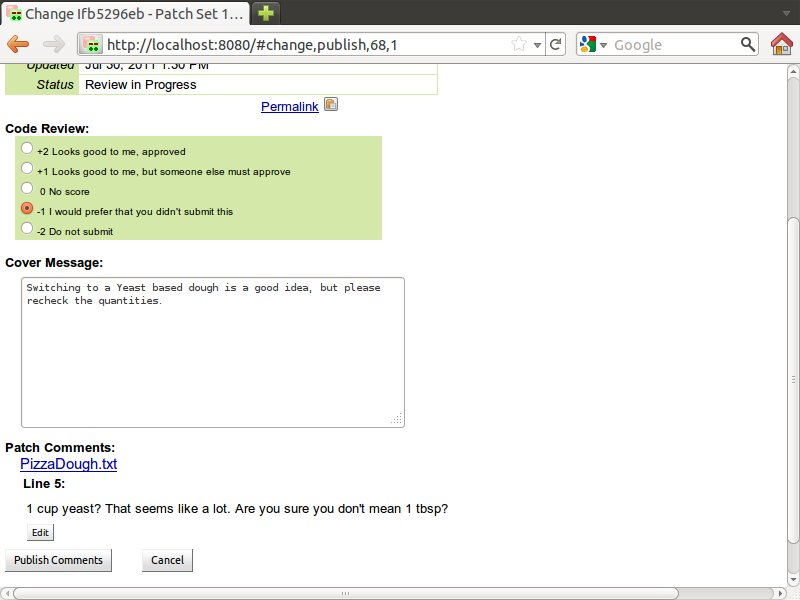 Change Ifb5296eb - Patch Set 1...
http://localhost:8080/#change,publish,68,1
Google
Updated Jul 30, 2011 1:30 PM
Status Review in Progress
Permalink
Code Review:
+2 Looks good to me, approved
+1 Looks good to me, but someone else must approve
0 No score
-1 I would prefer that you didn't submit this
-2 Do not submit
Cover Message:
Switching to a Yeast based dough is a good idea, but please
recheck the quantities.
Patch Comments:
PizzaDough.txt
Line 5:
1 cup yeast? That seems like a lot. Are you sure you don't mean 1 tbsp?
Edit
Publish Comments Cancel